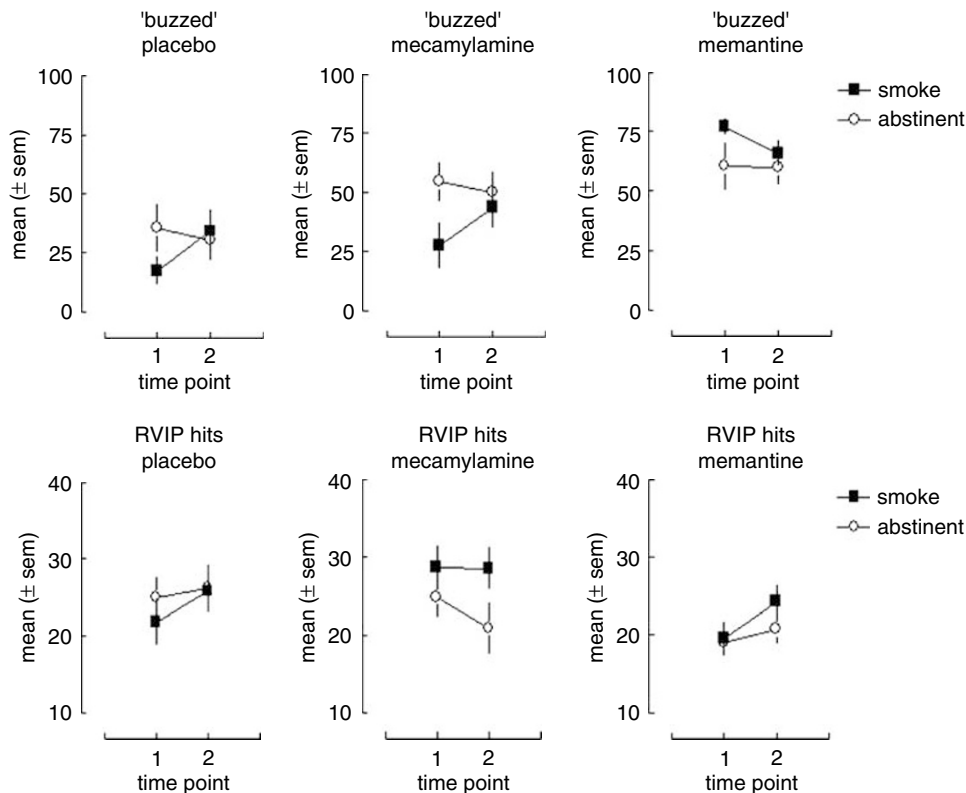 'buzzed'
placebo
'buzzed'
mecamylamine
'buzzed'
memantine
100
75
50
25
0
mean (± sem)
1 2
time point
100
75
50
25
0
mean (± sem)
1 2
time point
100
75
50
25
0
mean (± sem)
1 2
time point
smoke
abstinent
RVIP hits
placebo
RVIP hits
mecamylamine
RVIP hits
memantine
40
30
20
10
mean (± sem)
1 2
time point
40
30
20
10
mean (± sem)
1 2
time point
40
30
20
10
mean (± sem)
1 2
time point
smoke
abstinent